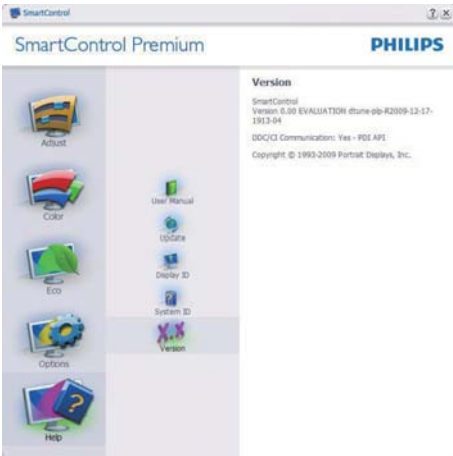 SmartControl
SmartControl Premium
PHILIPS
Adjust
Color
Eco
Options
Help
User Manual
Update
Display ID
System ID
X.X
Version
Version
SmartControl
Version 0.00 EVALUATION dtune-plp-R2009-12-17-
1913-04
DDC/CI Communication: Yes - PDI API
Copyright © 1993-2009 Portrait Displays, Inc.